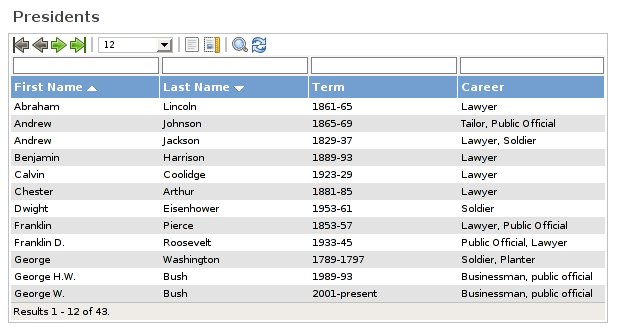 Presidents
12
First Name Last Name Term Career
Abraham Lincoln 1861-65 Lawyer
Andrew Johnson 1865-69 Tailor, Public Official
Andrew Jackson 1829-37 Lawyer, Soldier
Benjamin Harrison 1889-93 Lawyer
Calvin Coolidge 1923-29 Lawyer
Chester Arthur 1881-85 Lawyer
Dwight Eisenhower 1953-61 Soldier
Franklin Pierce 1853-57 Lawyer, Public Official
Franklin D. Roosevelt 1933-45 Public Official, Lawyer
George Washington 1789-1797 Soldier, Planter
George H.W. Bush 1989-93 Businessman, public official
George W. Bush 2001-present Businessman, public official
Results 1 - 12 of 43.